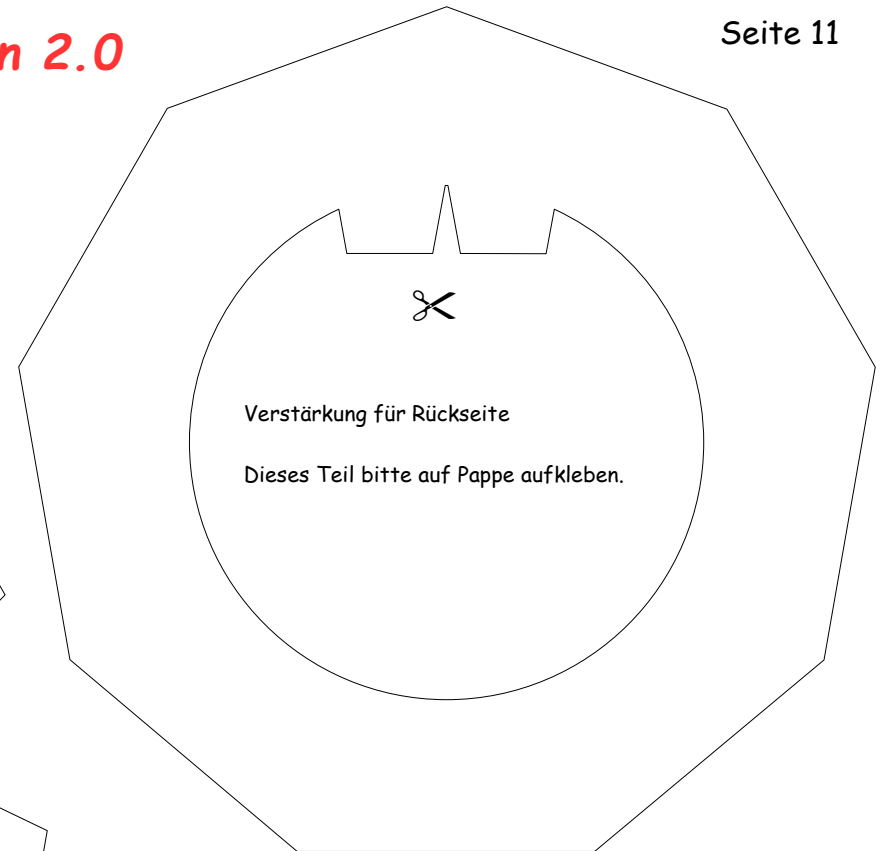 n 2.0
Seite 11
Verstärkung für Rückseite
Dieses Teil bitte auf Pappe aufkleben.